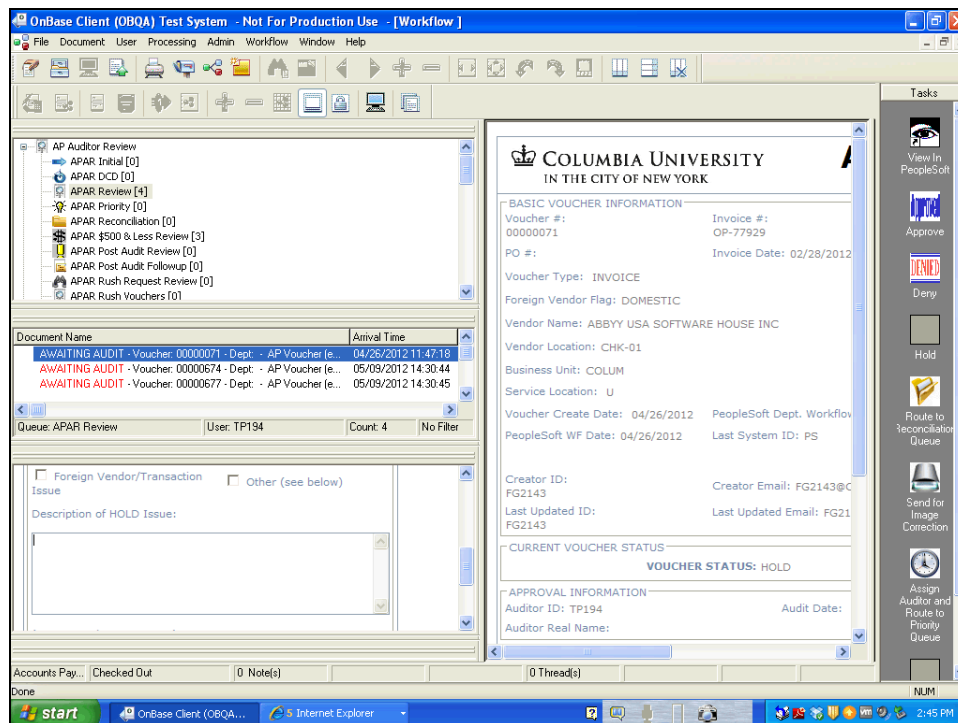 OnBase Client (OBQA) Test System - Not For Production Use - [Workflow ]
File Document User Processing Admin Workflow Window Help
AP Auditor Review
APAR Initial [0]
APAR DCD [0]
APAR Review [4]
APAR Priority [0]
APAR Reconciliation [0]
APAR $500 & Less Review [3]
APAR Post Audit Review [0]
APAR Post Audit Followup [0]
APAR Rush Request Review [0]
APAR Rush Vouchers [0]
Document Name Arrival Time
AWAITING AUDIT - Voucher: 00000071 - Dept: - AP Voucher (e... 04/26/2012 11:47:18
AWAITING AUDIT - Voucher: 00000674 - Dept: - AP Voucher (e... 05/09/2012 14:30:44
AWAITING AUDIT - Voucher: 00000677 - Dept: - AP Voucher (e... 05/09/2012 14:30:45
Queue: APAR Review User: TP194 Count: 4 No Filter
Foreign Vendor/Transaction Issue
Other (see below)
Description of HOLD Issue:
COLUMBIA UNIVERSITY
IN THE CITY OF NEW YORK
BASIC VOUCHER INFORMATION
Voucher #: Invoice #:
00000071 OP-77929
PO #: Invoice Date: 02/28/2012
Voucher Type: INVOICE
Foreign Vendor Flag: DOMESTIC
Vendor Name: ABBYY USA SOFTWARE HOUSE INC
Vendor Location: CHK-01
Business Unit: COLUM
Service Location: U
Voucher Create Date: 04/26/2012 PeopleSoft Dept. Workflow
PeopleSoft WF Date: 04/26/2012 Last System ID: PS
Creator ID:
FG2143 Creator Email: FG2143@C
Last Updated ID:
FG2143 Last Updated Email: FG21
CURRENT VOUCHER STATUS
VOUCHER STATUS: HOLD
APPROVAL INFORMATION
Auditor ID: TP194 Audit Date:
Auditor Real Name:
Tasks
View In
PeopleSoft
Approved
Approve
DENIED
Deny
Hold
Route to
Reconciliation
Queue
Send for
Image
Correction
Assign
Auditor and
Route to
Priority
Queue
Accounts Pay... Checked Out 0 Note(s) 0 Thread(s)
Done NUM
start OnBase Client (OBQA... 5 Internet Explorer 2:45 PM